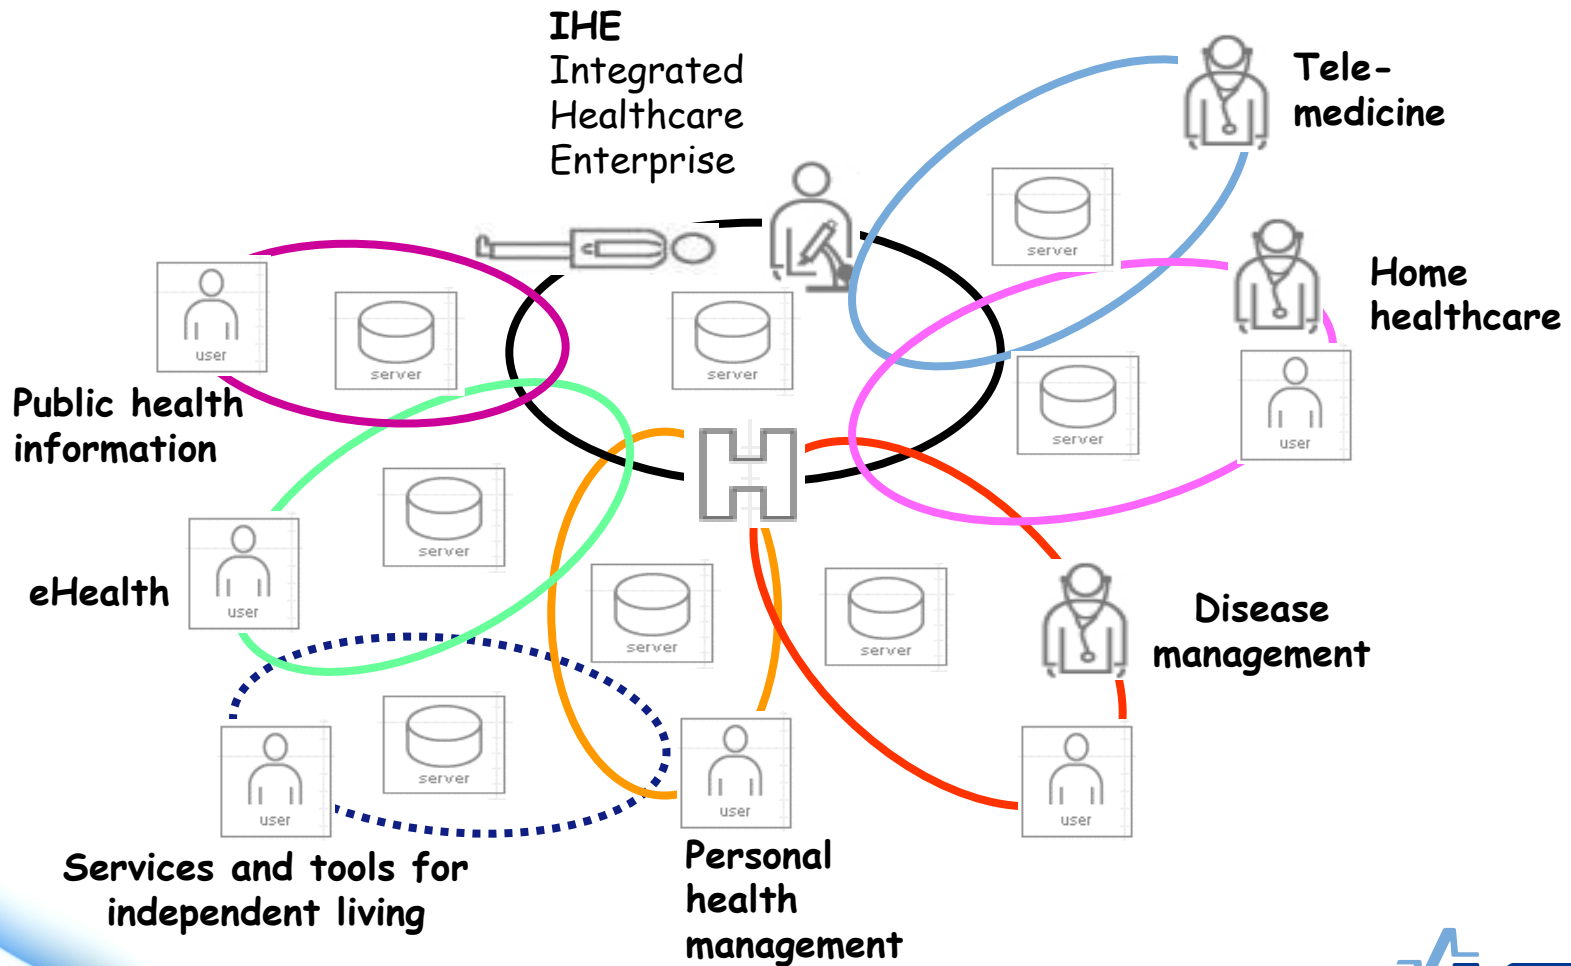 IHE
Integrated
Healthcare
Enterprise
Tele-
medicine
server
Home
healthcare
user
server
server
server
user
Public health
information
server
eHealth
user
server
server
Disease
management
server
user
user
user
Services and tools for
independent living
Personal
health
management